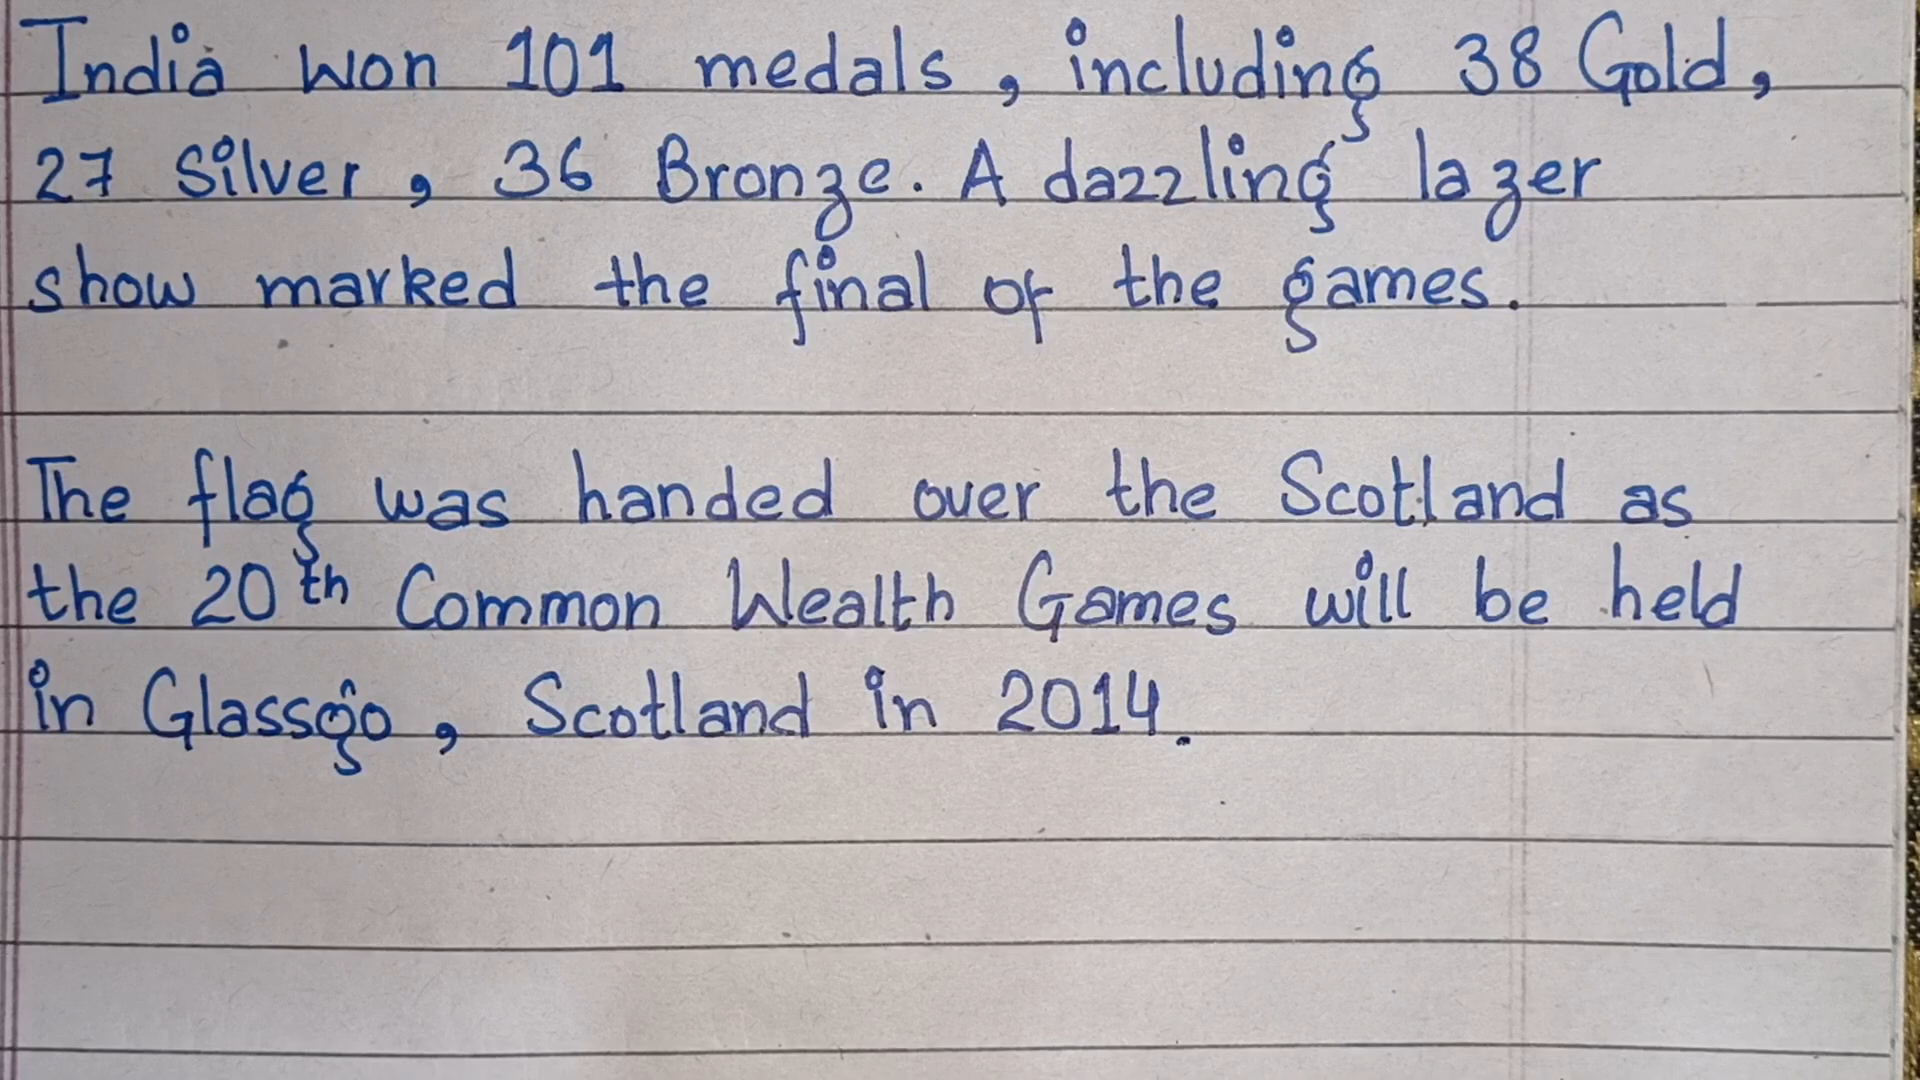 India won 101 medals, including 38 Gold,
27 Silver, 36 Bronze. A dazzling lazer
show marked the final of the games.
The flag was handed over the Scotland as
the 20th Common Wealth Games will be held
in Glassgo, Scotland in 2014.